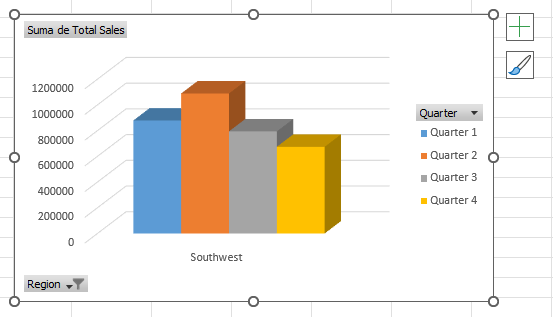 Suma de Total Sales
1200000
1000000
800000
600000
400000
200000
0
Southwest
Quarter
Quarter 1
Quarter 2
Quarter 3
Quarter 4
Region